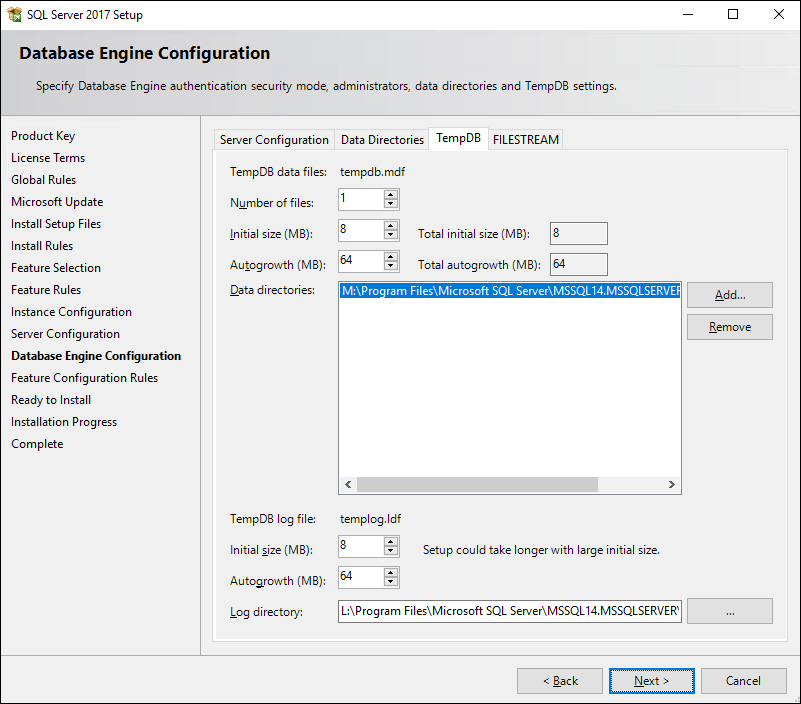 SQL Server 2017 Setup
Database Engine Configuration
Specify Database Engine authentication security mode, administrators, data directories and TempDB settings.
Product Key
License Terms
Global Rules
Microsoft Update
Install Setup Files
Install Rules
Feature Selection
Feature Rules
Instance Configuration
Server Configuration
Database Engine Configuration
Feature Configuration Rules
Ready to Install
Installation Progress
Complete
Server Configuration Data Directories TempDB FILESTREAM
TempDB data files: tempdb.mdf
Number of files: 1
Initial size (MB): 8 Total initial size (MB): 8
Autogrowth (MB): 64 Total autogrowth (MB): 64
Data directories: M:\Program Files\Microsoft SQL Server\MSSQL14.MSSQLSERVER Add...
Remove
TempDB log file: templog.ldf
Initial size (MB): 8 Setup could take longer with large initial size.
Autogrowth (MB): 64
Log directory: L:\Program Files\Microsoft SQL Server\MSSQL14.MSSQLSERVER\ ...
< Back Next > Cancel